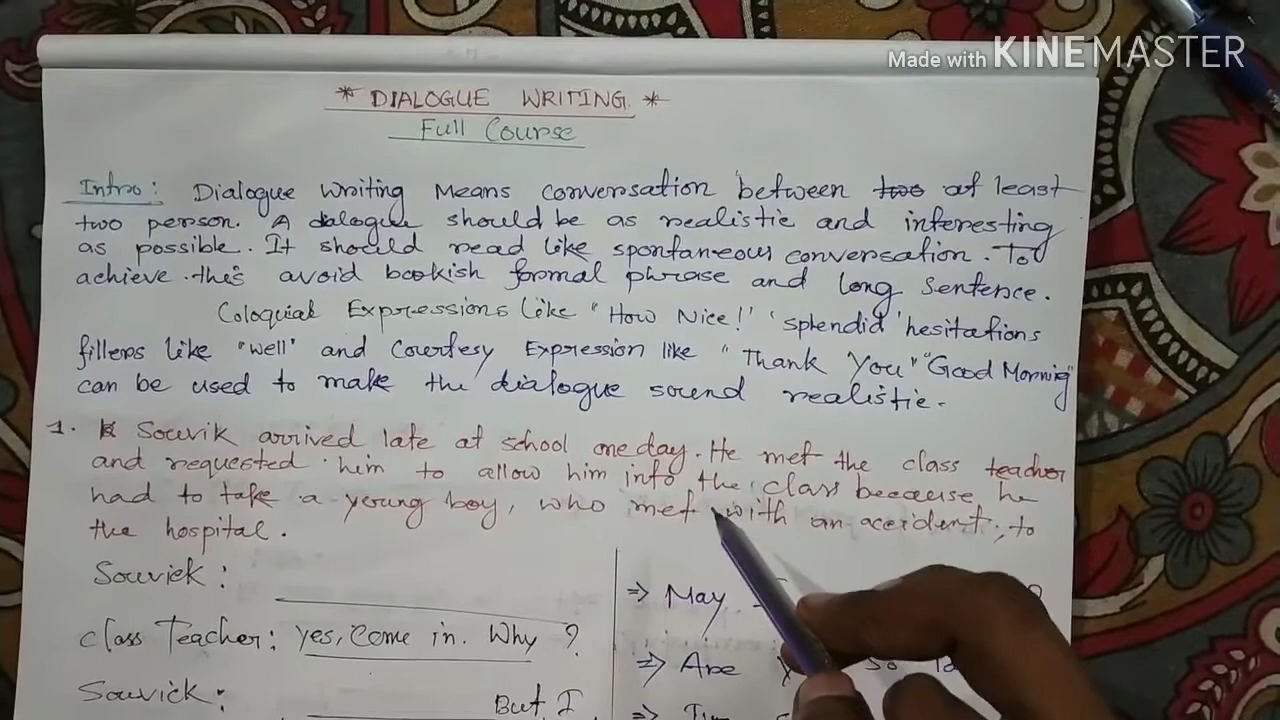 Made with KINEMASTER
* DIALOGUE WRITING. *
Full Course
Intro: Dialogue Writing Means conversation between two at least
two person. A dalogue should be as realistic and interesting
as possible. It should read like spontaneous conversation. To
achieve this avoid bookish formal phrase and long sentence.
Coloquial Expressions like "How Nice!' 'splendid' hesitations
fillers like "well" and Courtesy Expression like "Thank You" "Good Mornig"
can be used to make the dialogue sound realistic.
1. Souvik arrived late at school one day. He met the class teacher
and requested him to allow him into the class because he
had to take a young boy, who met with an accident, to
the hospital.
Souvick:
Class Teacher: Yes, Come in. Why ?
Souvick: But I
=> May ?
=> Are so
=>